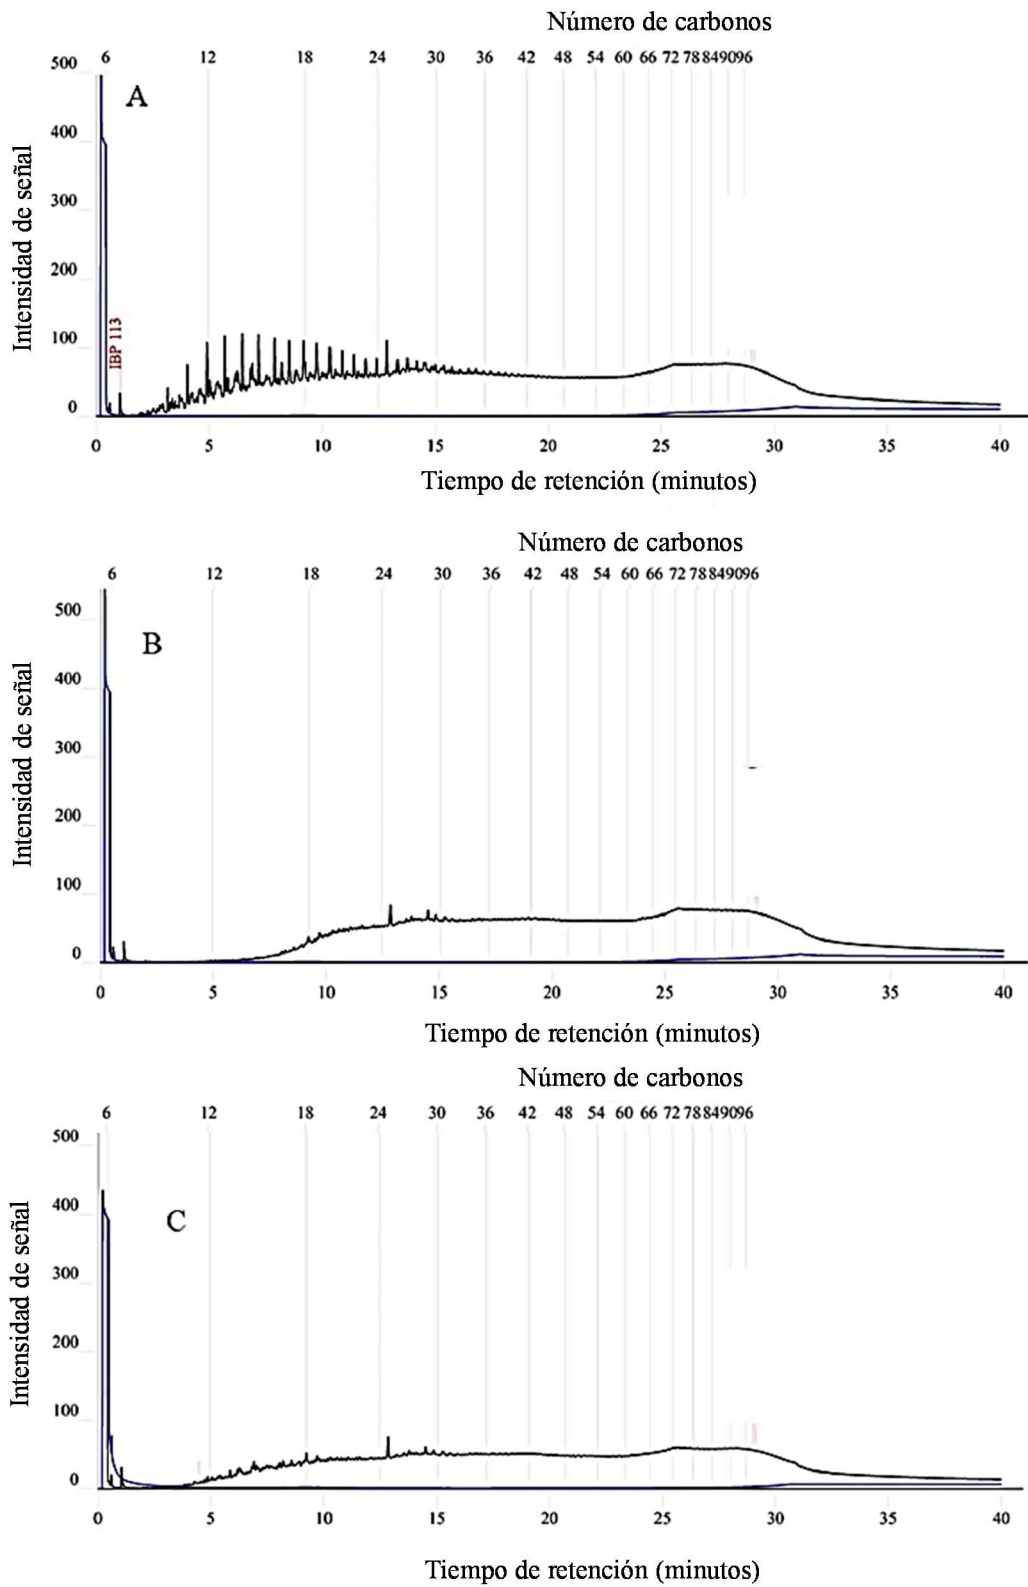 Número de carbonos
6 12 18 24 30 36 42 48 54 60 66 72 78 84 90 96
500
A
400
300
200
IBP 113
100
0
0 5 10 15 20 25 30 35 40
Intensidad de señal
Tiempo de retención (minutos)
Número de carbonos
6 12 18 24 30 36 42 48 54 60 66 72 78 84 90 96
500
B
400
300
200
100
0
0 5 10 15 20 25 30 35 40
Intensidad de señal
Tiempo de retención (minutos)
Número de carbonos
6 12 18 24 30 36 42 48 54 60 66 72 78 84 90 96
500
400
C
300
200
100
0
0 5 10 15 20 25 30 35 40
Intensidad de señal
Tiempo de retención (minutos)